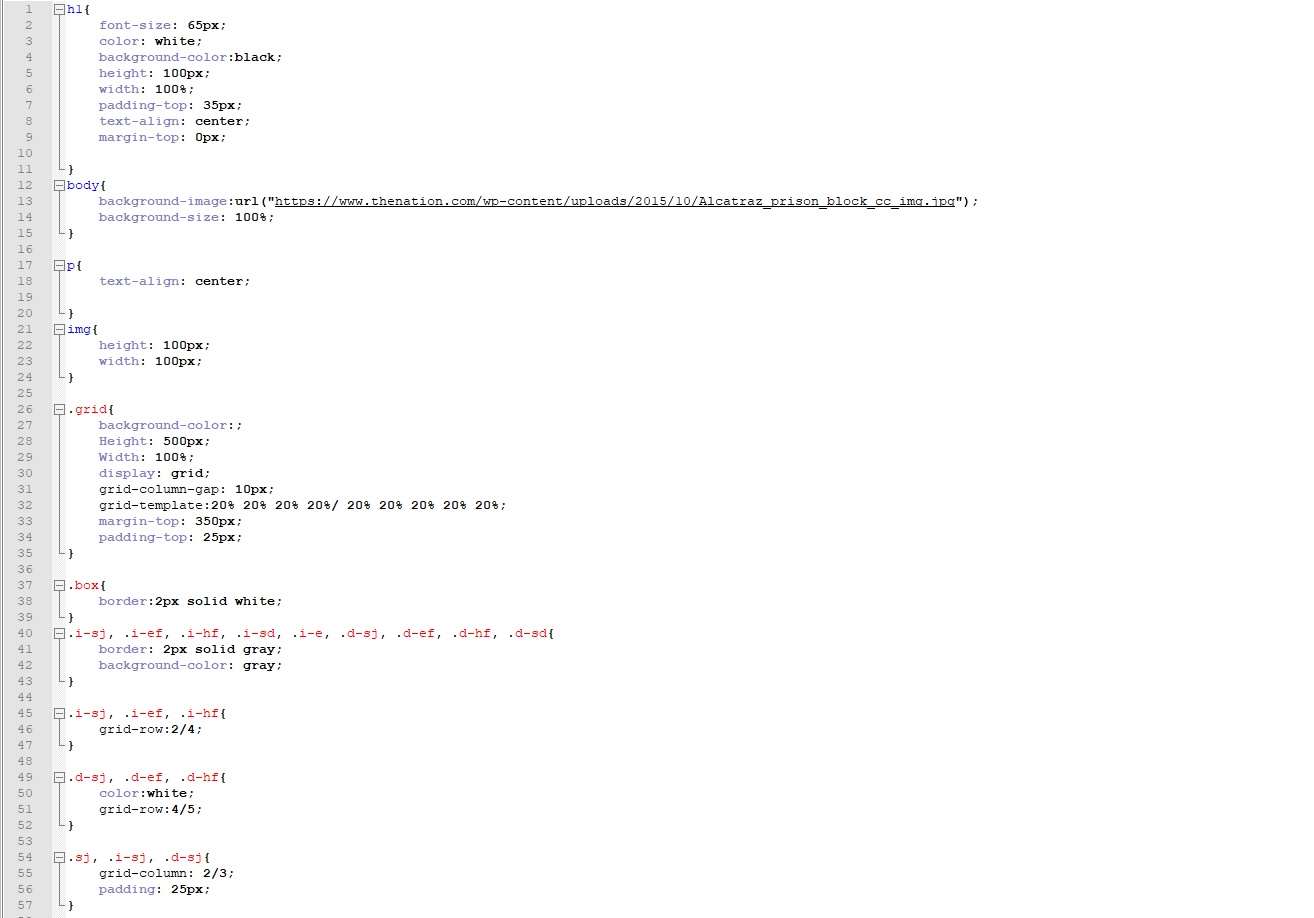 1 h1{
2 font-size: 65px;
3 color: white;
4 background-color:black;
5 height: 100px;
6 width: 100%;
7 padding-top: 35px;
8 text-align: center;
9 margin-top: 0px;
10
11 }
12 body{
13 background-image:url("https://www.thenation.com/wp-content/uploads/2015/10/Alcatraz_prison_block_cc_img.jpg");
14 background-size: 100%;
15 }
16
17 p{
18 text-align: center;
19
20 }
21 img{
22 height: 100px;
23 width: 100px;
24 }
25
26 .grid{
27 background-color:;
28 Height: 500px;
29 Width: 100%;
30 display: grid;
31 grid-column-gap: 10px;
32 grid-template:20% 20% 20% 20%/ 20% 20% 20% 20% 20%;
33 margin-top: 350px;
34 padding-top: 25px;
35 }
36
37 .box{
38 border:2px solid white;
39 }
40 .i-sj, .i-ef, .i-hf, .i-sd, .i-e, .d-sj, .d-ef, .d-hf, .d-sd{
41 border: 2px solid gray;
42 background-color: gray;
43 }
44
45 .i-sj, .i-ef, .i-hf{
46 grid-row:2/4;
47 }
48
49 .d-sj, .d-ef, .d-hf{
50 color:white;
51 grid-row:4/5;
52 }
53
54 .sj, .i-sj, .d-sj{
55 grid-column: 2/3;
56 padding: 25px;
57 }